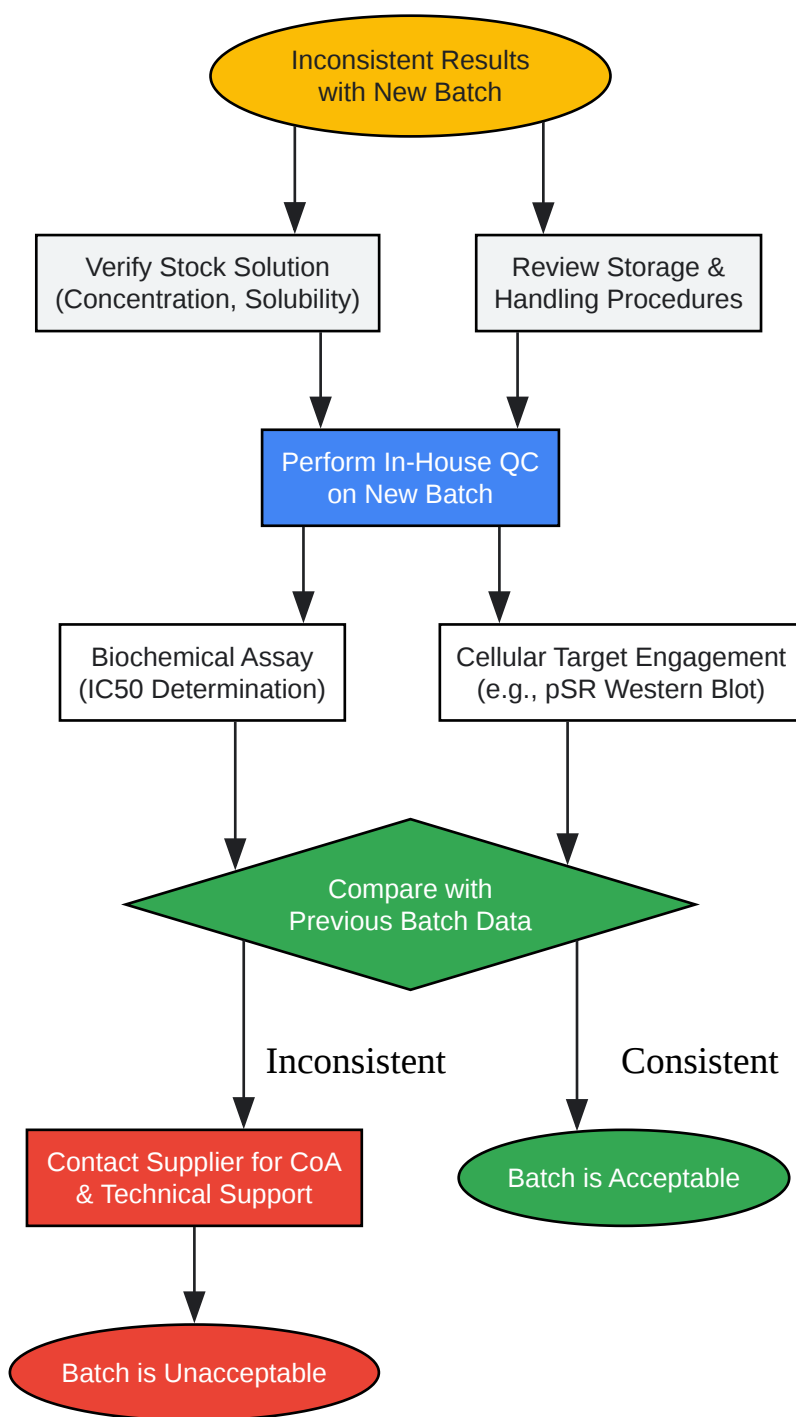 Inconsistent Results
with New Batch
Verify Stock Solution
(Concentration, Solubility)
Review Storage &
Handling Procedures
Perform In-House QC
on New Batch
Biochemical Assay
(IC50 Determination)
Cellular Target Engagement
(e.g., pSR Western Blot)
Compare with
Previous Batch Data
Inconsistent
Consistent
Contact Supplier for CoA
& Technical Support
Batch is Acceptable
Batch is Unacceptable